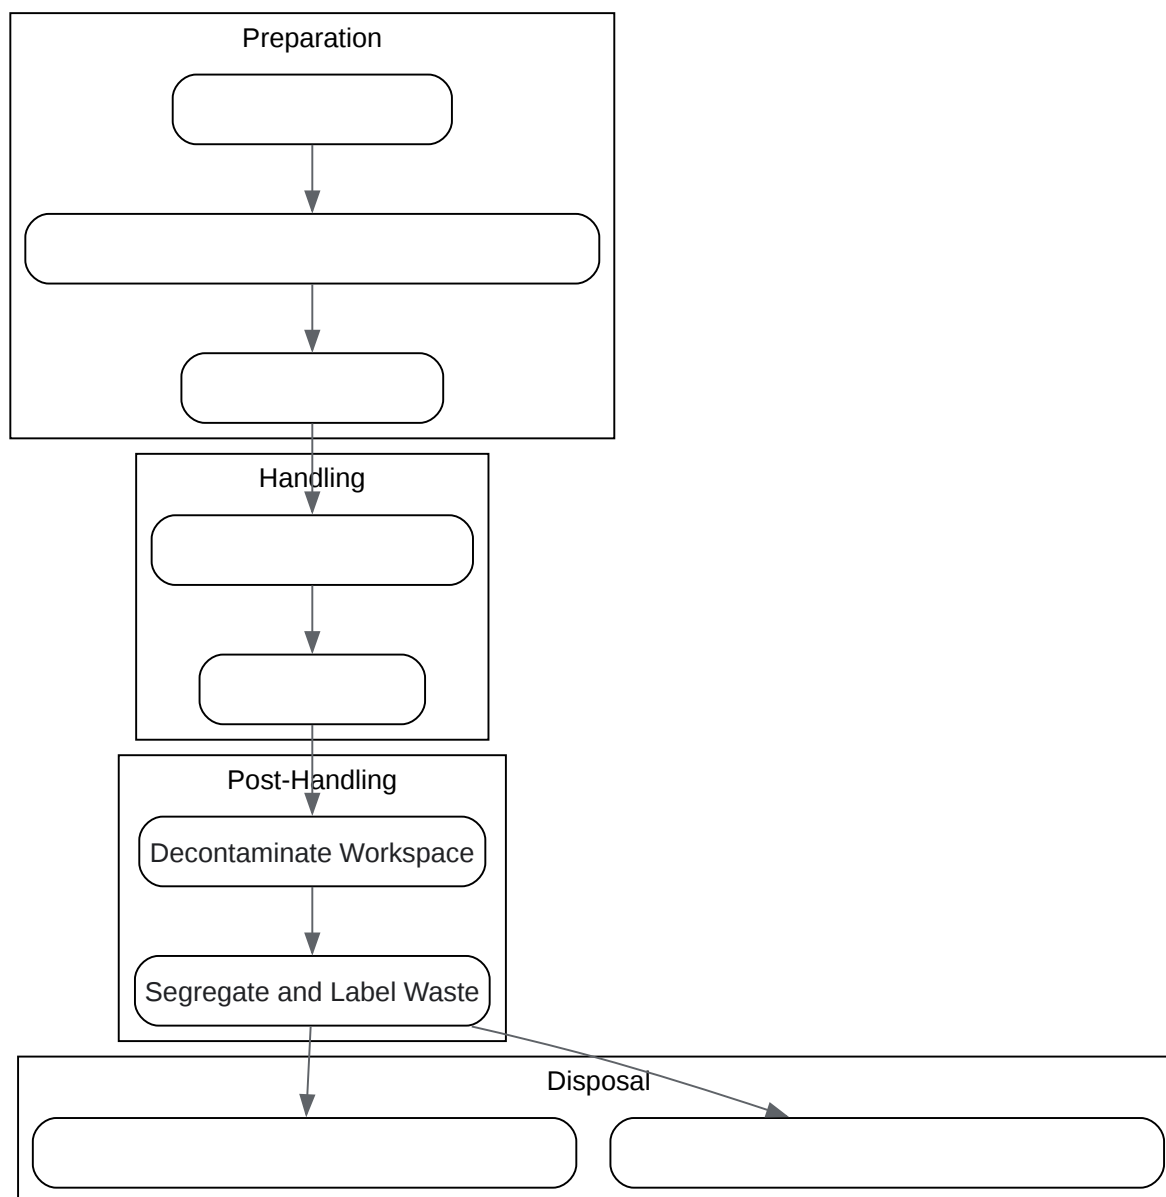 Preparation
Handling
Post-Handling
Decontaminate Workspace
Segregate and Label Waste
Disposal